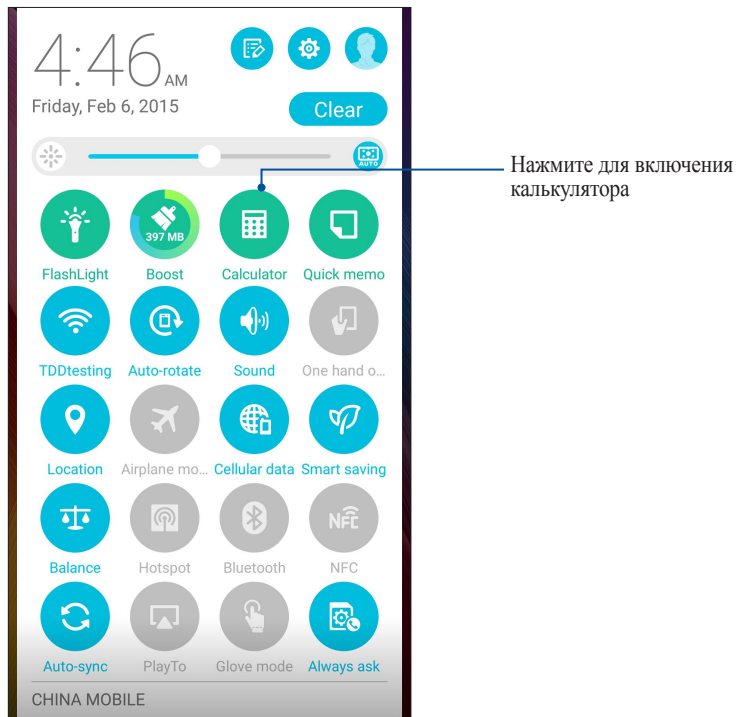 4:46 AM
Friday, Feb 6, 2015
Clear
AUTO
Нажмите для включения
калькулятора
397 MB
FlashLight Boost Calculator Quick memo
TDDtesting Auto-rotate Sound One hand o...
Location Airplane mo... Cellular data Smart saving
NFC
Balance Hotspot Bluetooth NFC
Auto-sync PlayTo Glove mode Always ask
CHINA MOBILE